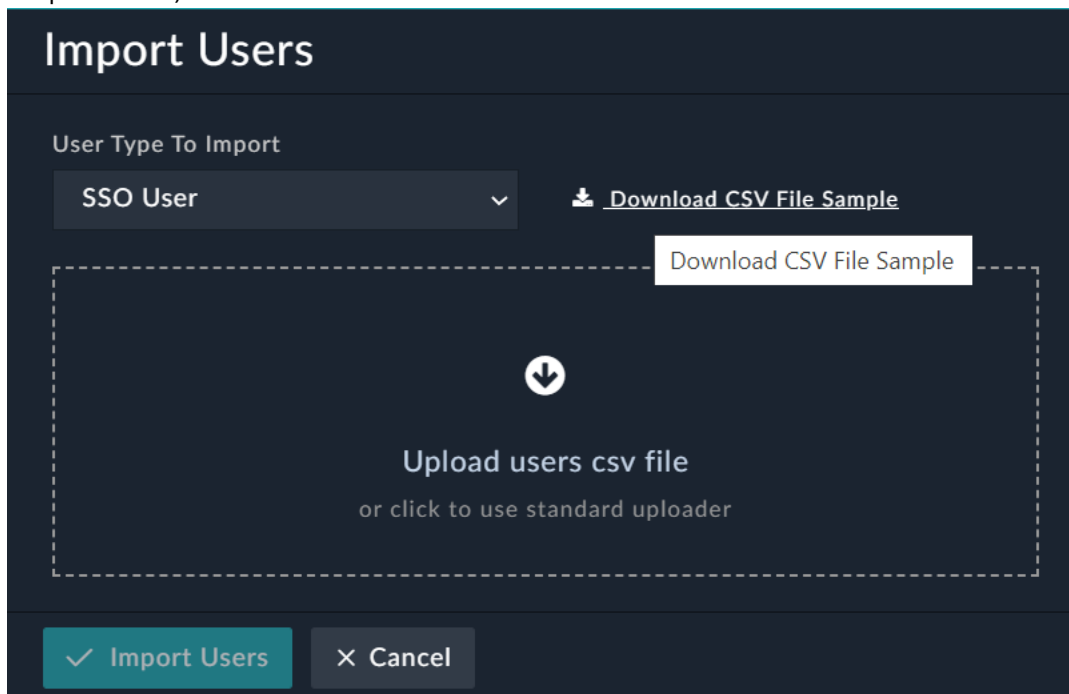 Import Users
User Type To Import
SSO User
Download CSV File Sample
Download CSV File Sample
Upload users csv file
or click to use standard uploader
Import Users
Cancel